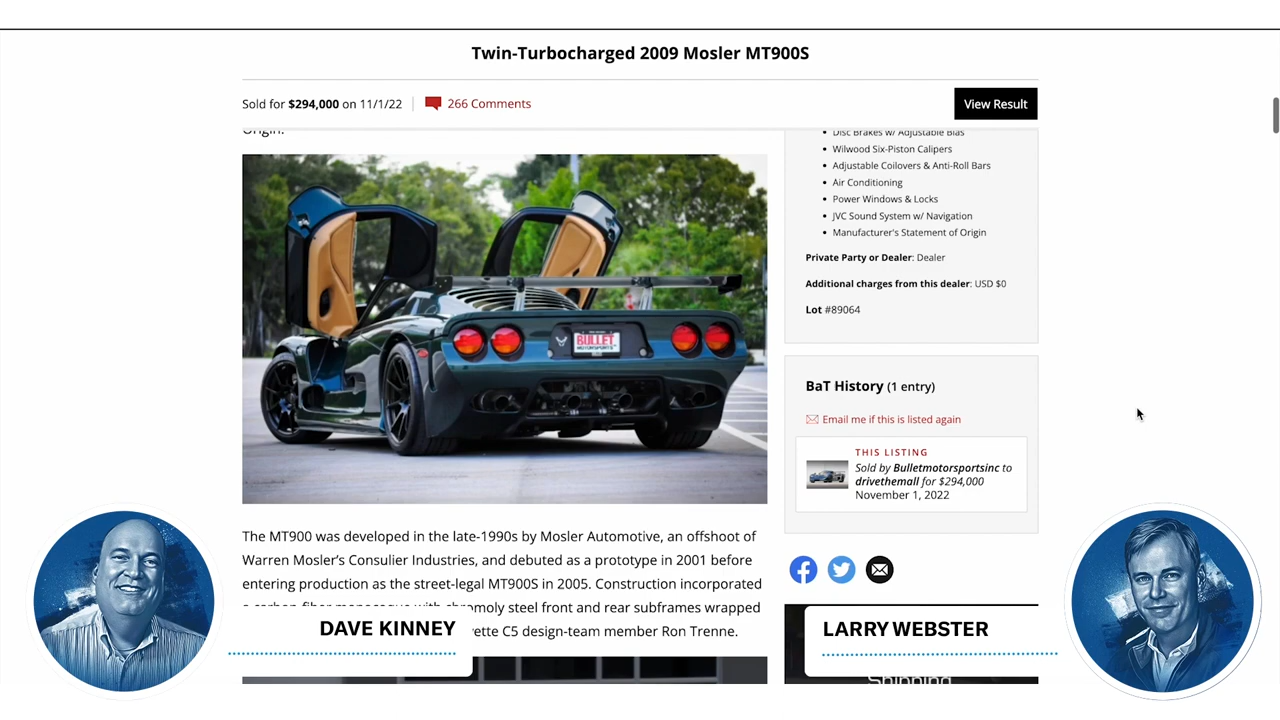 Twin-Turbocharged 2009 Mosler MT900S
Sold for $294,000 on 11/1/22
266 Comments
View Result
Origin.
BULLET
MOTORSPORTS
The MT900 was developed in the late-1990s by Mosler Automotive, an offshoot of
Warren Mosler's Consulier Industries, and debuted as a prototype in 2001 before
entering production as the street-legal MT900S in 2005. Construction incorporated
a carbon-fiber monocoque with chromoly steel front and rear subframes wrapped
vette C5 design-team member Ron Trenne.
Disc Brakes w/ Adjustable Bias
Wilwood Six-Piston Calipers
Adjustable Coilovers & Anti-Roll Bars
Air Conditioning
Power Windows & Locks
JVC Sound System w/ Navigation
Manufacturer's Statement of Origin
Private Party or Dealer: Dealer
Additional charges from this dealer: USD $0
Lot #89064
BaT History (1 entry)
Email me if this is listed again
THIS LISTING
Sold by Bulletmotorsportsinc to
drivethemall for $294,000
November 1, 2022
Shipping
DAVE KINNEY
LARRY WEBSTER